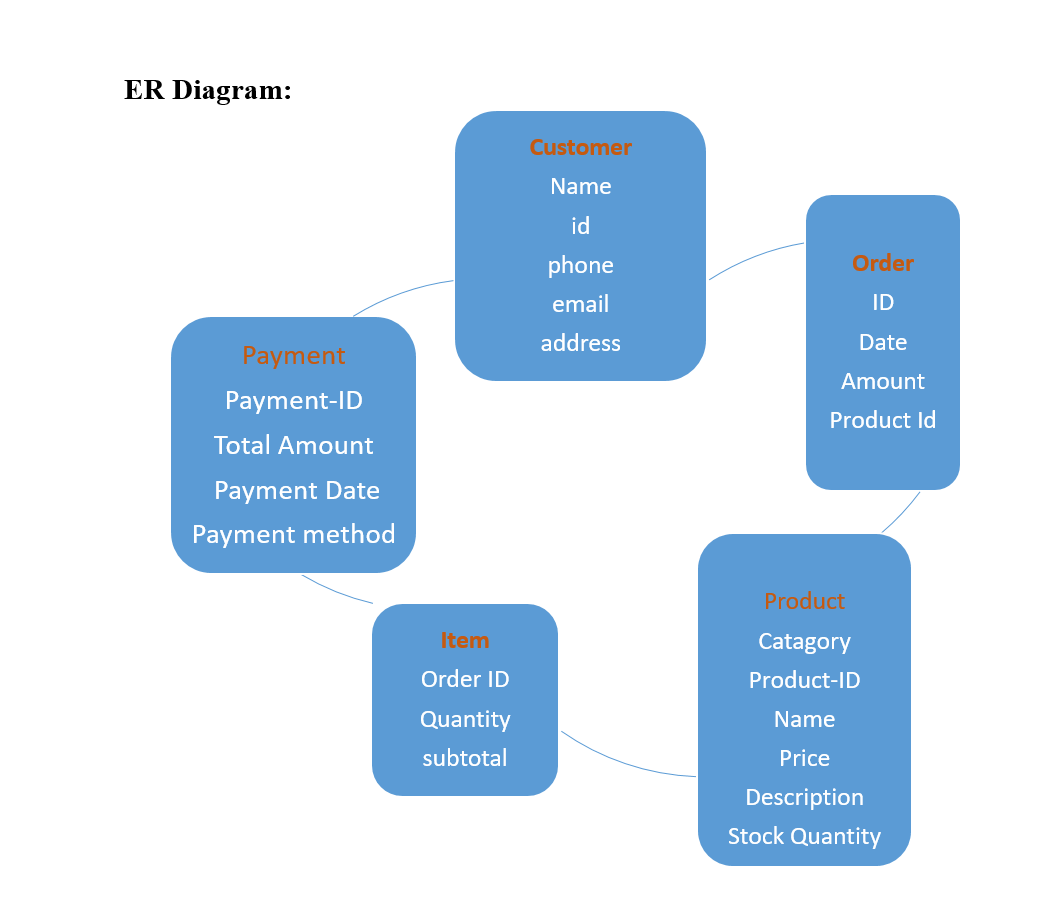 ER Diagram:
Customer
Name
id
phone
email
address
Order
ID
Date
Amount
Product Id
Payment
Payment-ID
Total Amount
Payment Date
Payment method
Item
Order ID
Quantity
subtotal
Product
Catagory
Product-ID
Name
Price
Description
Stock Quantity